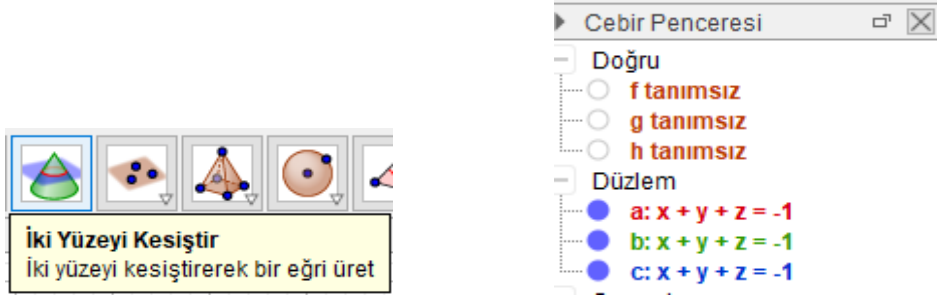 İki Yüzeyi Kesiştir
İki yüzeyi kesiştirerek bir eğri üret
Cebir Penceresi
Doğru
f tanımsız
g tanımsız
h tanımsız
Düzlem
a: x + y + z = -1
b: x + y + z = -1
c: x + y + z = -1